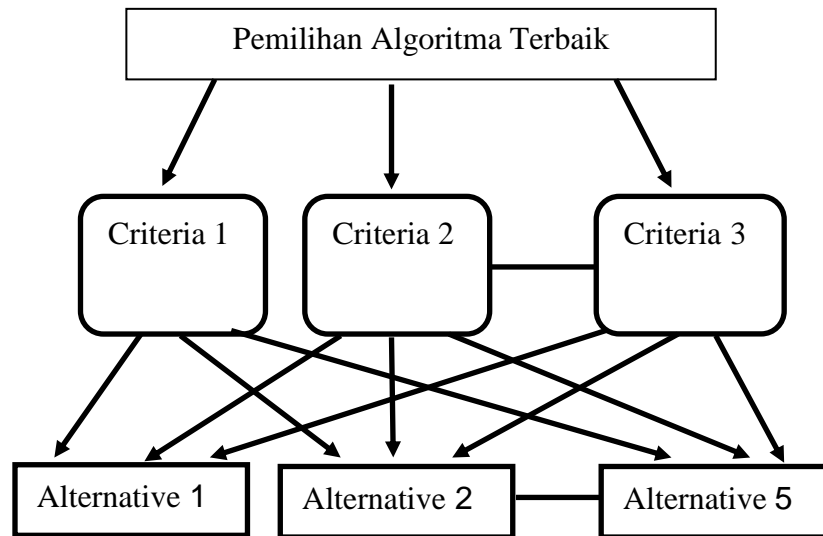 Pemilihan Algoritma Terbaik
Criteria 1
Criteria 2
Criteria 3
Alternative 1
Alternative 2
Alternative 5